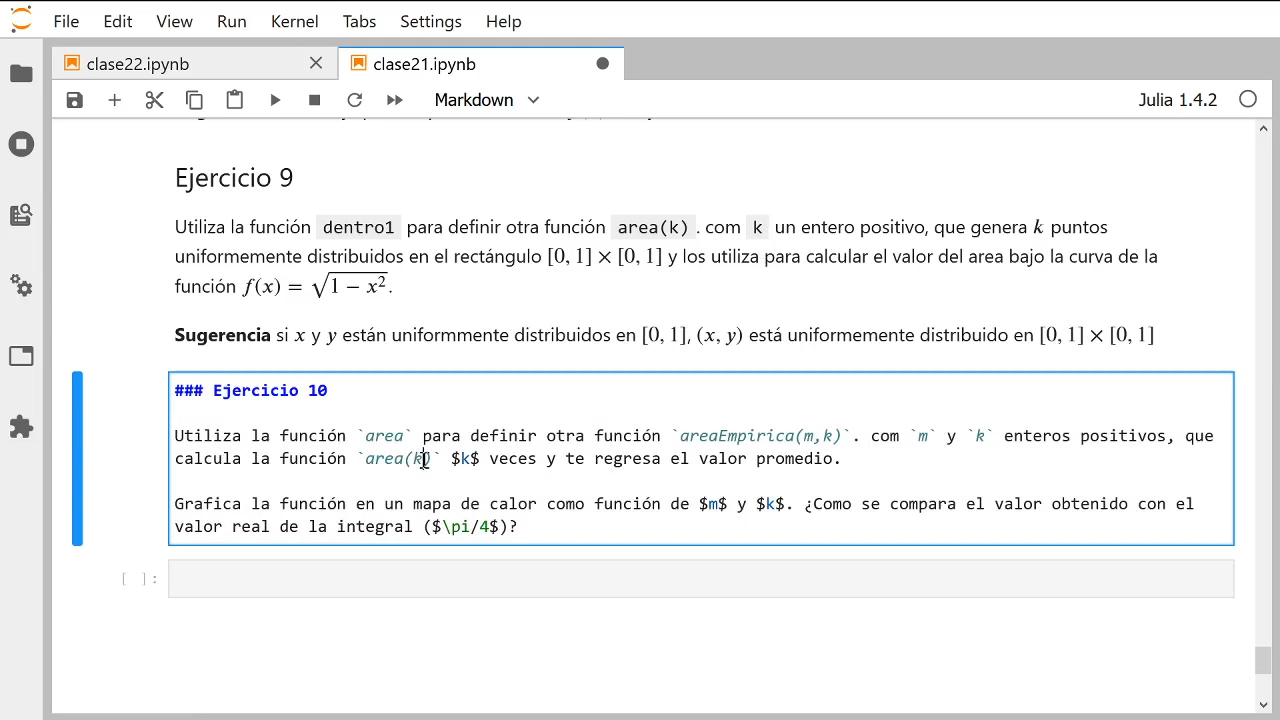 File Edit View Run Kernel Tabs Settings Help
clase22.ipynb
clase21.ipynb
Markdown
Julia 1.4.2
Ejercicio 9
Utiliza la función dentro1 para definir otra función area(k) . com k un entero positivo, que genera k puntos
uniformemente distribuidos en el rectángulo [0, 1] × [0, 1] y los utiliza para calcular el valor del area bajo la curva de la
función f(x) = √1 − x².
Sugerencia si x y y están uniformmente distribuidos en [0, 1], (x, y) está uniformemente distribuido en [0, 1] × [0, 1]
### Ejercicio 10
Utiliza la función `area` para definir otra función `areaEmpirica(m,k)`. com `m` y `k` enteros positivos, que
calcula la función `area(k)` $k$ veces y te regresa el valor promedio.
Grafica la función en un mapa de calor como función de $m$ y $k$. ¿Como se compara el valor obtenido con el
valor real de la integral ($\pi/4$)?
[ ]: